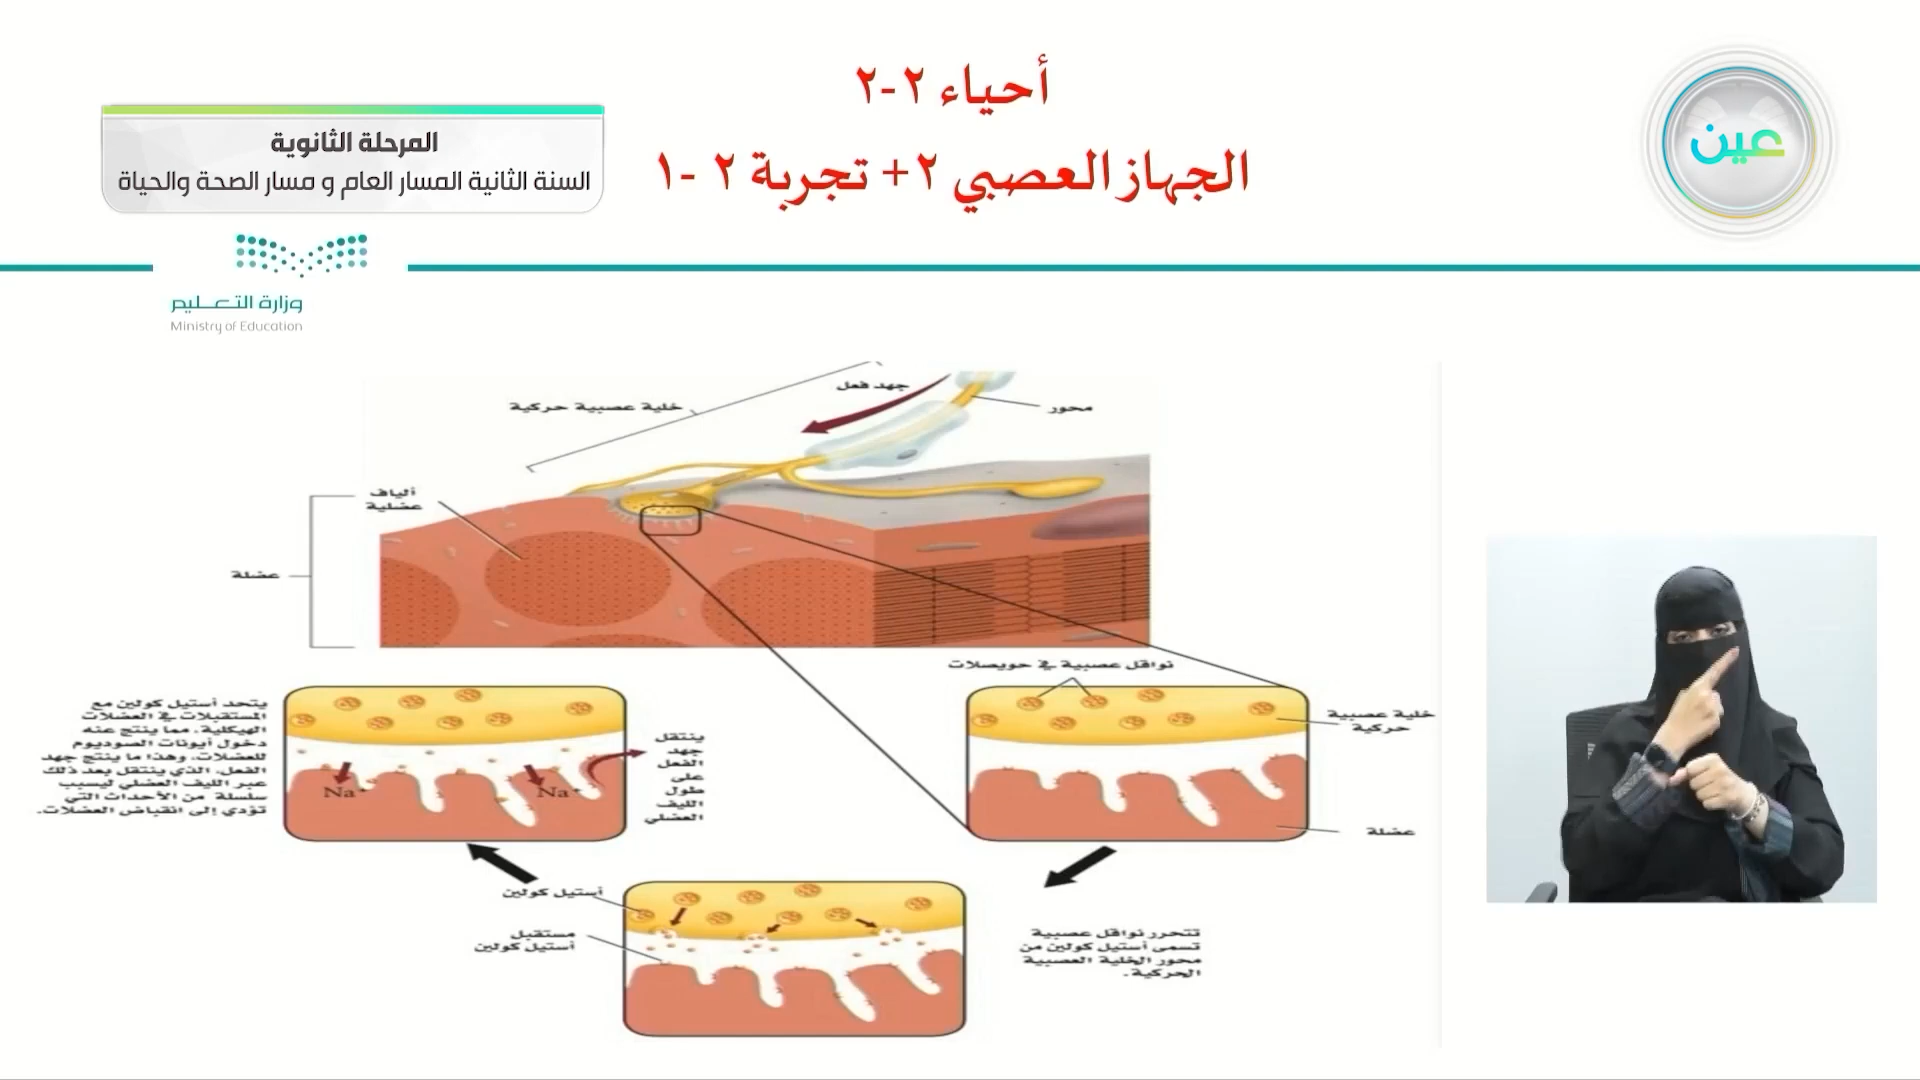 أحياء ٢-٢
الجهاز العصبي ٢ + تجربة ٢ -١
عين
المرحلة الثانوية
السنة الثانية المسار العام و مسار الصحة والحياة
وزارة التعليم
Ministry of Education
جهد فعل
خلية عصبية حركية
محور
ألياف
عضلية
عضلة
نواقل عصبية في حويصلات
خلية عصبية
حركية
عضلة
تتحرر نواقل عصبية
تسمى أستيل كولين من
محور الخلية العصبية
الحركية.
أستيل كولين
مستقبل
أستيل كولين
ينتقل
جهد
الفعل
على
طول
الليف
العضلي
Na+
Na+
يتحد أستيل كولين مع
المستقبلات في العضلات
الهيكلية، مما ينتج عنه
دخول أيونات الصوديوم
للعضلات، وهذا ما ينتج جهد
الفعل، الذي ينتقل بعد ذلك
عبر الليف العضلي ليسبب
سلسلة من الأحداث التي
تؤدي إلى انقباض العضلات.